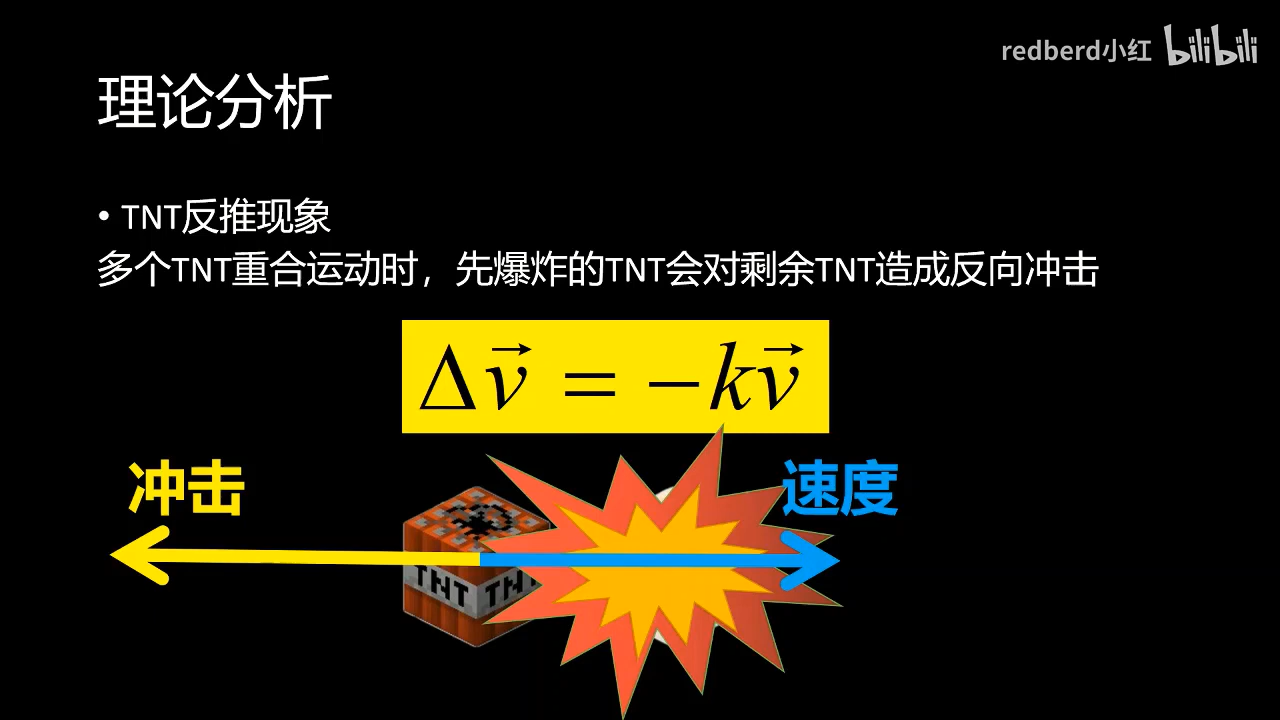 redberd小红 bilibili
理论分析
• TNT反推现象
多个TNT重合运动时，先爆炸的TNT会对剩余TNT造成反向冲击
Δv⃗ = −kv⃗
冲击
速度
TNT TNT